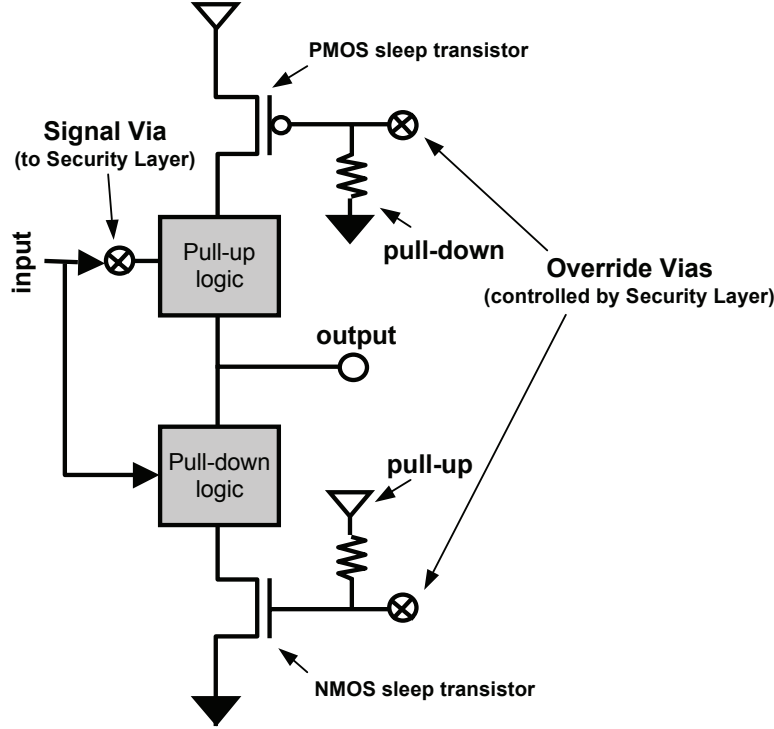 PMOS sleep transistor
Signal Via
(to Security Layer)
input
Pull-up
logic
pull-down
Override Vias
(controlled by Security Layer)
output
Pull-down
logic
pull-up
NMOS sleep transistor